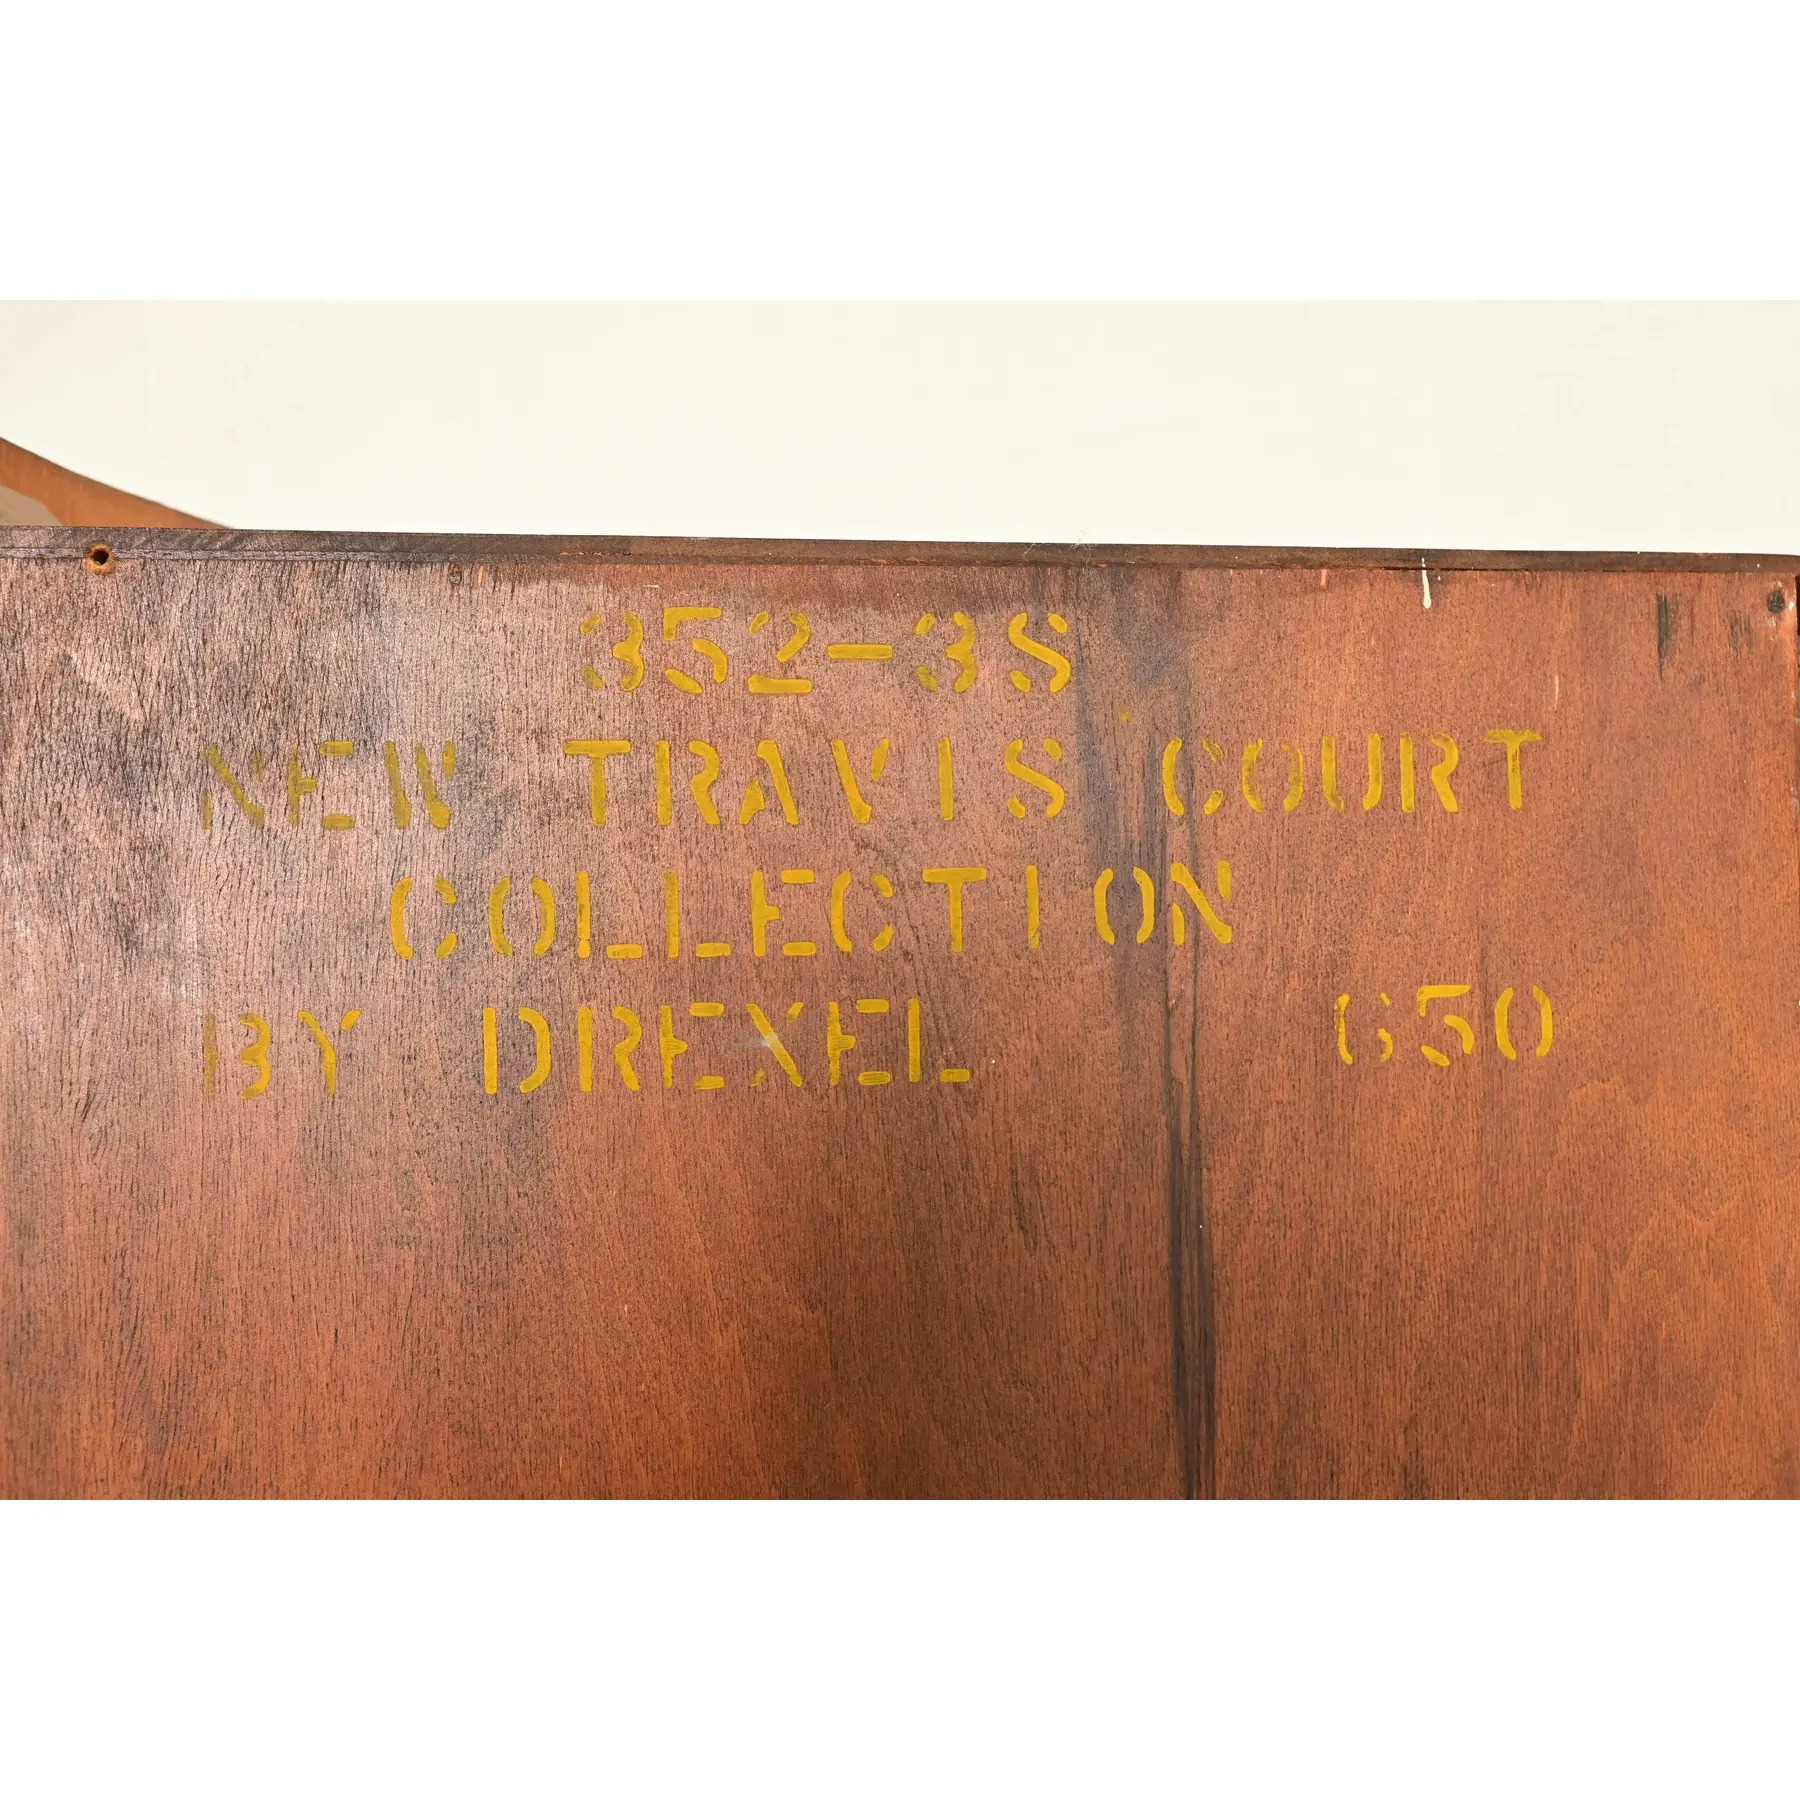 352-3S
NEW TRAVIS COURT
COLLECTION
BY DREXEL 650